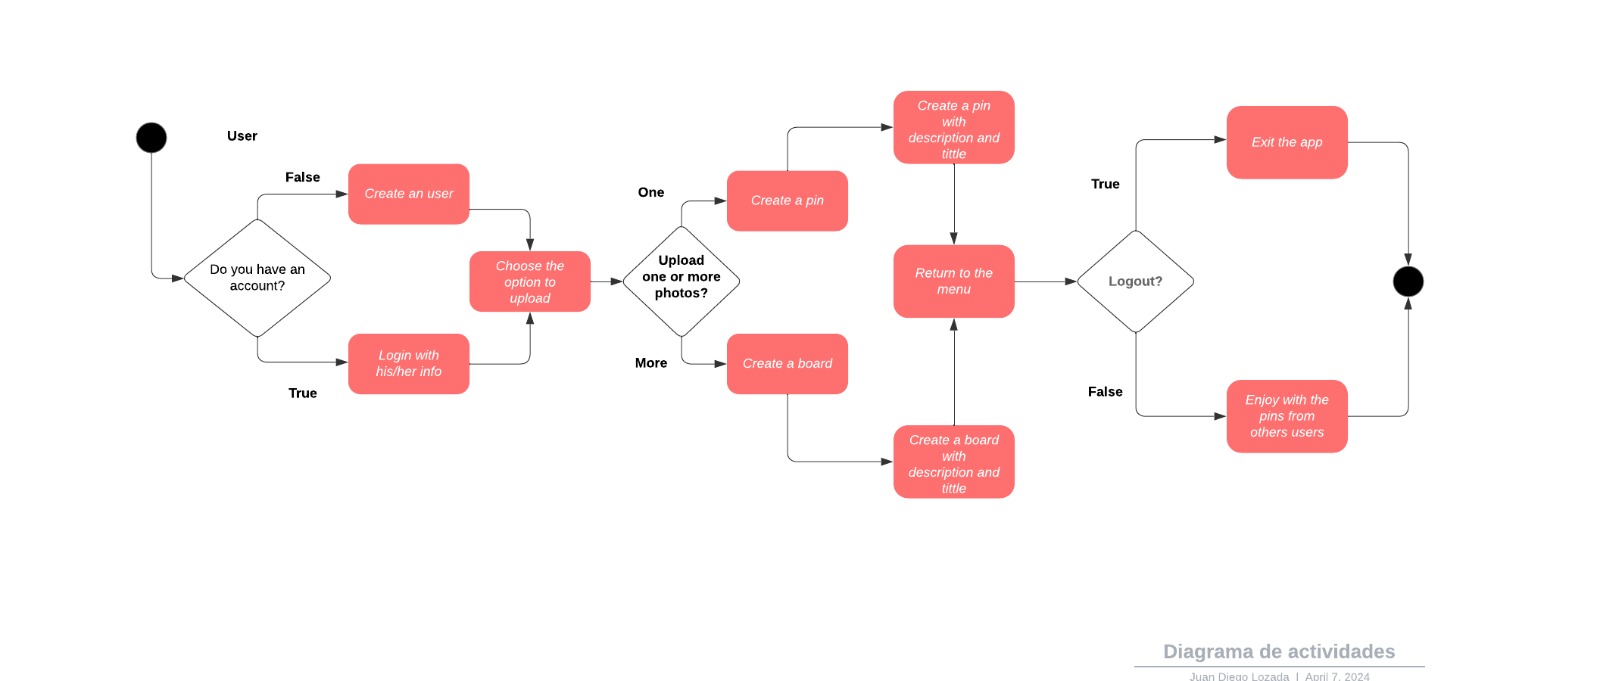 User
False
Create an user
Do you have an
account?
True
Login with
his/her info
Choose the
option to
upload
One
Upload
one or more
photos?
More
Create a pin
Create a board
Create a pin
with
description and
tittle
Return to the
menu
Create a board
with
description and
tittle
True
Logout?
False
Exit the app
Enjoy with the
pins from
others users
Diagrama de actividades
Juan Diego Lozada | April 7, 2024